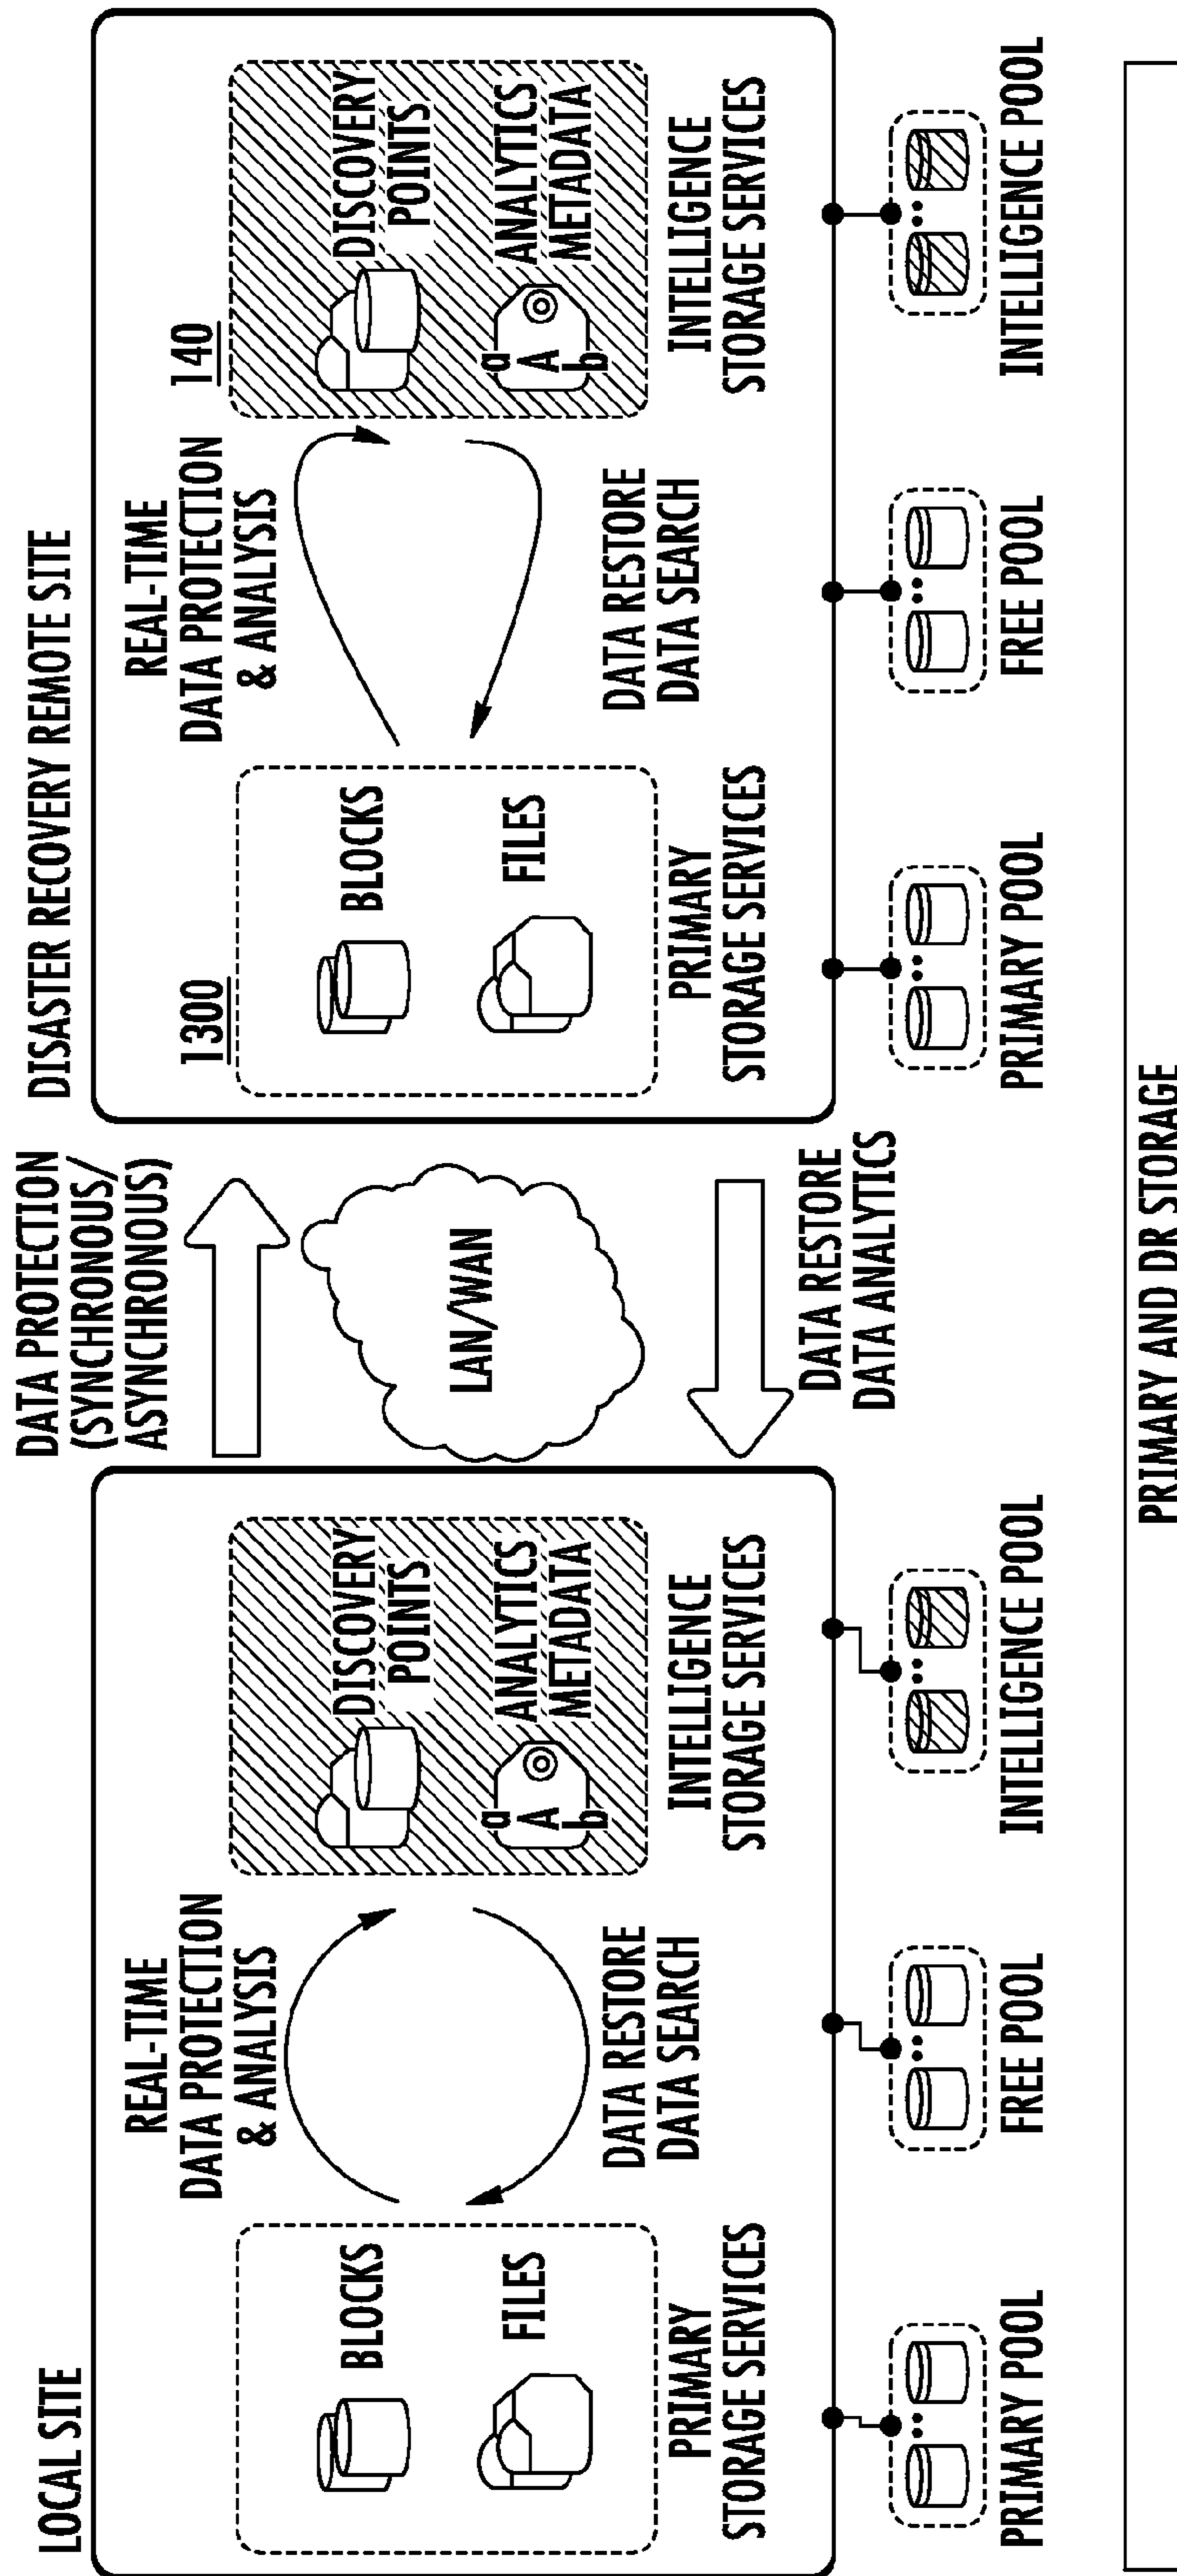 LOCAL SITE
REAL-TIME
DATA PROTECTION
& ANALYSIS
BLOCKS
FILES
PRIMARY
STORAGE SERVICES
DATA RESTORE
DATA SEARCH
DISCOVERY
POINTS
ANALYTICS
METADATA
a
A
b
INTELLIGENCE
STORAGE SERVICES
PRIMARY POOL
FREE POOL
INTELLIGENCE POOL
DATA PROTECTION
(SYNCHRONOUS/
ASYNCHRONOUS)
LAN/WAN
DATA RESTORE
DATA ANALYTICS
DISASTER RECOVERY REMOTE SITE
1300
REAL-TIME
DATA PROTECTION
& ANALYSIS
140
BLOCKS
FILES
PRIMARY
STORAGE SERVICES
DATA RESTORE
DATA SEARCH
DISCOVERY
POINTS
ANALYTICS
METADATA
a
A
b
INTELLIGENCE
STORAGE SERVICES
PRIMARY POOL
FREE POOL
INTELLIGENCE POOL
PRIMARY AND DR STORAGE